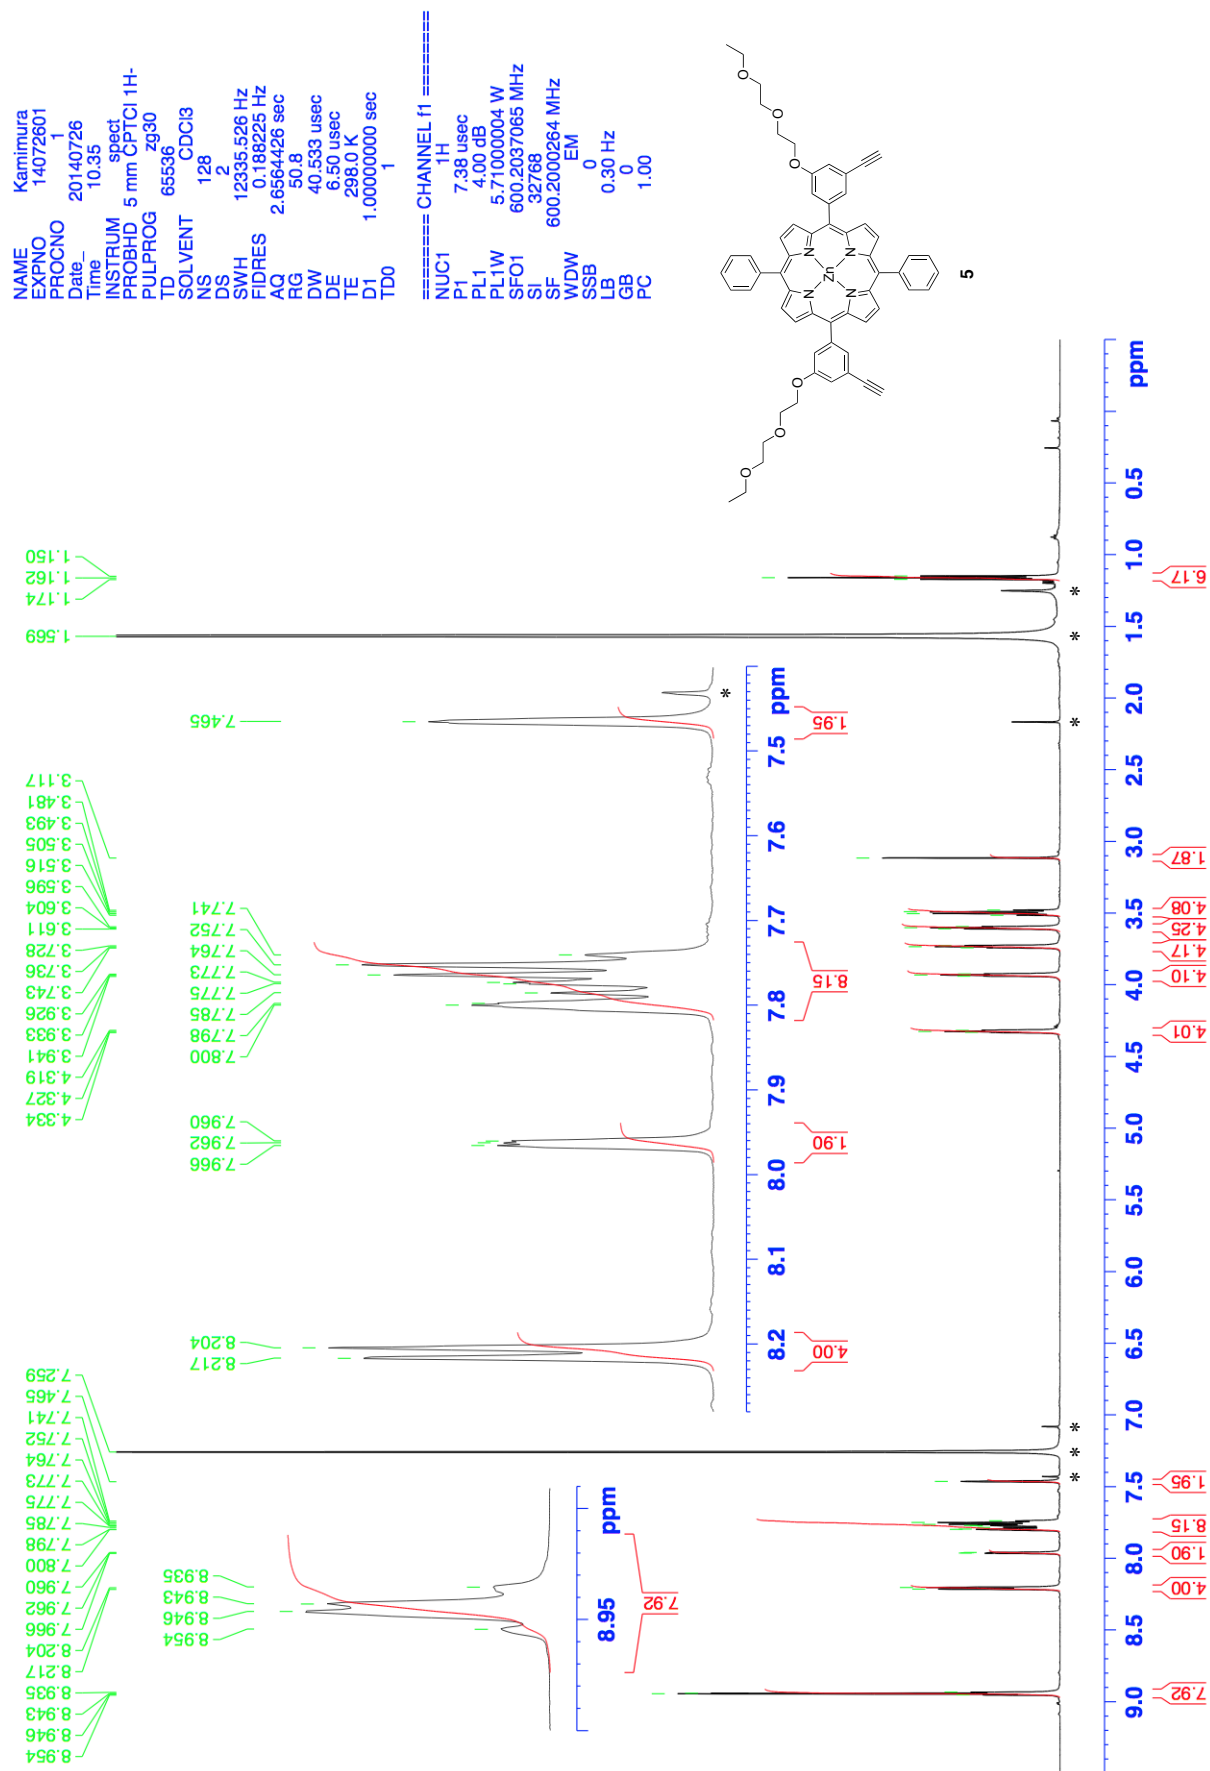 NAME Kamimura
EXPNO 14072601
PROCNO 1
Date_ 20140726
Time 10.35
INSTRUM spect
PROBHD 5 mm CPTCI 1H-
PULPROG zg30
TD 65536
SOLVENT CDCl3
NS 128
DS 2
SWH 12335.526 Hz
FIDRES 0.188225 Hz
AQ 2.6564426 sec
RG 50.8
DW 40.533 usec
DE 6.50 usec
TE 298.0 K
D1 1.00000000 sec
TD0 1
======== CHANNEL f1 ========
NUC1 1H
P1 7.38 usec
PL1 4.00 dB
PL1W 5.71000004 W
SFO1 600.2037065 MHz
SI 32768
SF 600.2000264 MHz
WDW EM
SSB 0
LB 0.30 Hz
GB 0
PC 1.00
O
O
O
O
O
O
N
N
N
N
Zn
5
8.954
8.946
8.943
8.935
8.217
8.204
7.966
7.962
7.960
7.800
7.798
7.785
7.775
7.773
7.764
7.752
7.741
7.465
7.259
4.334
4.327
4.319
3.941
3.933
3.926
3.743
3.736
3.728
3.611
3.604
3.596
3.516
3.505
3.493
3.481
3.117
1.569
1.174
1.162
1.150
8.954
8.946
8.943
8.935
8.95 ppm
7.92
8.217
8.204
7.966
7.962
7.960
7.800
7.798
7.785
7.775
7.773
7.764
7.752
7.741
7.465
*
8.2 8.1 8.0 7.9 7.8 7.7 7.6 7.5 ppm
4.00
1.90
8.15
1.95
* * * * * *
9.0 8.5 8.0 7.5 7.0 6.5 6.0 5.5 5.0 4.5 4.0 3.5 3.0 2.5 2.0 1.5 1.0 0.5 ppm
7.92
4.00
1.90
8.15
1.95
4.01
4.10
4.17
4.25
4.08
1.87
6.17